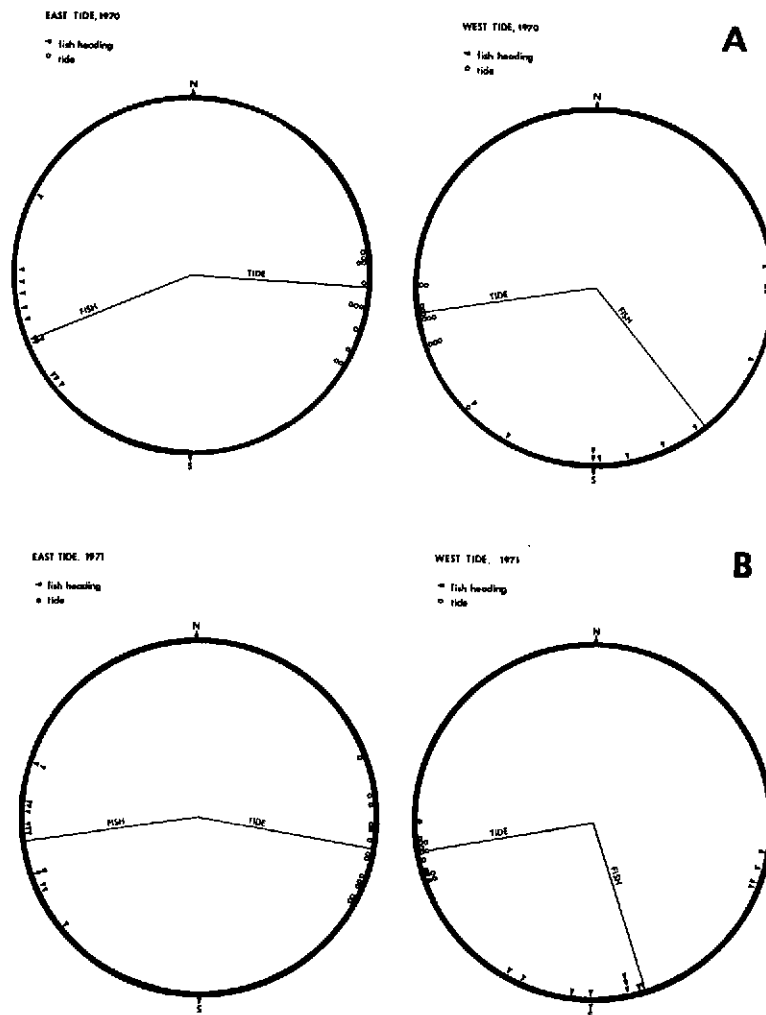 EAST TIDE, 1970
fish heading
tide
N
TIDE
FISH
S
WEST TIDE, 1970
A
fish heading
tide
N
TIDE
FISH
S
EAST TIDE, 1971
fish heading
tide
N
FISH
TIDE
S
WEST TIDE, 1971
B
fish heading
tide
N
TIDE
FISH